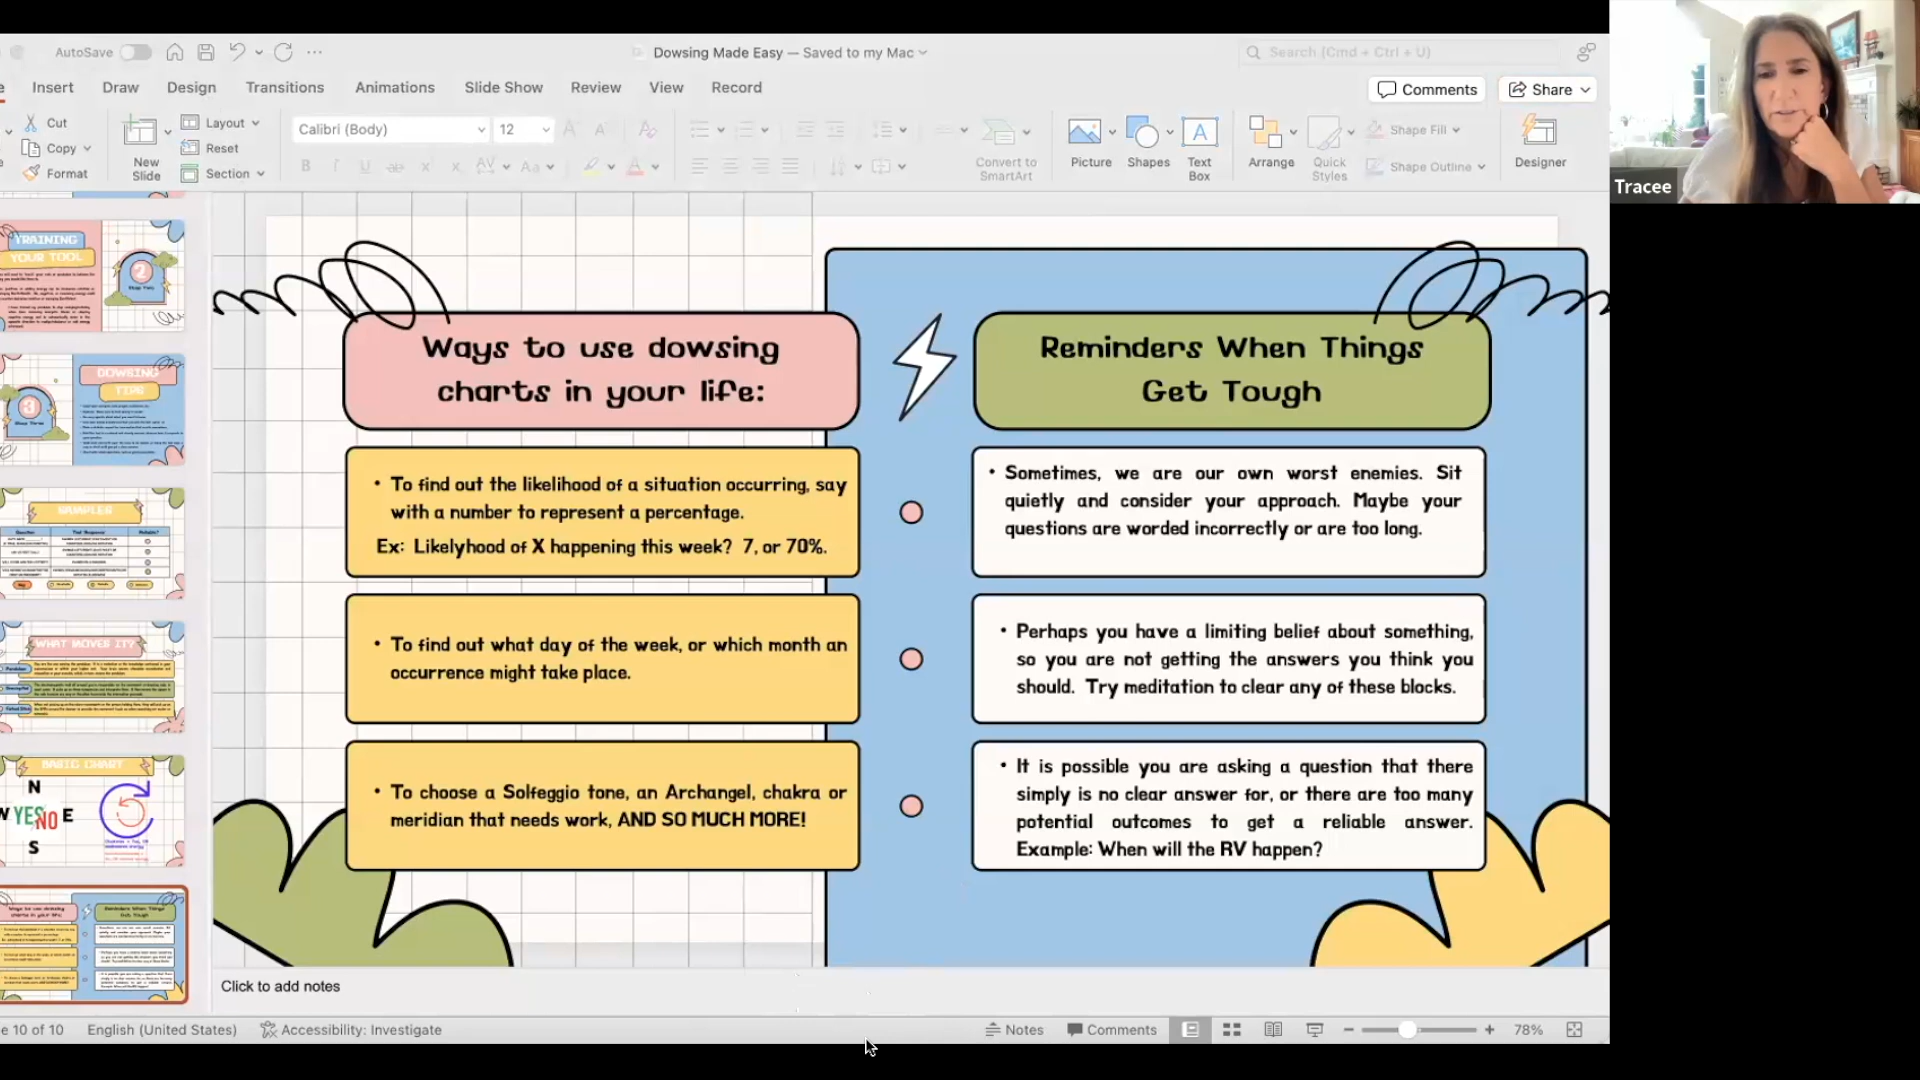 AutoSave
Dowsing Made Easy — Saved to my Mac
Search (Cmd + Ctrl + U)
Insert Draw Design Transitions Animations Slide Show Review View Record
Comments Share
Cut
Copy
Format
New Slide
Layout
Reset
Section
Calibri (Body) 12
Convert to SmartArt
Picture
Shapes
Text Box
Arrange
Quick Styles
Shape Fill
Shape Outline
Designer
Tracee
TRAINING
YOUR TOOL
2
DOWSING
TIPS
3
SAMPLES
WHAT MOVES IT?
BASIC CHART
N
W YES NO E
S
Ways to use dowsing
charts in your life:
• To find out the likelihood of a situation occurring, say
with a number to represent a percentage.
Ex: Likelyhood of X happening this week? 7, or 70%.
• To find out what day of the week, or which month an
occurrence might take place.
• To choose a Solfeggio tone, an Archangel, chakra or
meridian that needs work, AND SO MUCH MORE!
Reminders When Things
Get Tough
• Sometimes, we are our own worst enemies. Sit
quietly and consider your approach. Maybe your
questions are worded incorrectly or are too long.
• Perhaps you have a limiting belief about something,
so you are not getting the answers you think you
should. Try meditation to clear any of these blocks.
• It is possible you are asking a question that there
simply is no clear answer for, or there are too many
potential outcomes to get a reliable answer.
Example: When will the RV happen?
Click to add notes
e 10 of 10 English (United States) Accessibility: Investigate
Notes Comments 78%